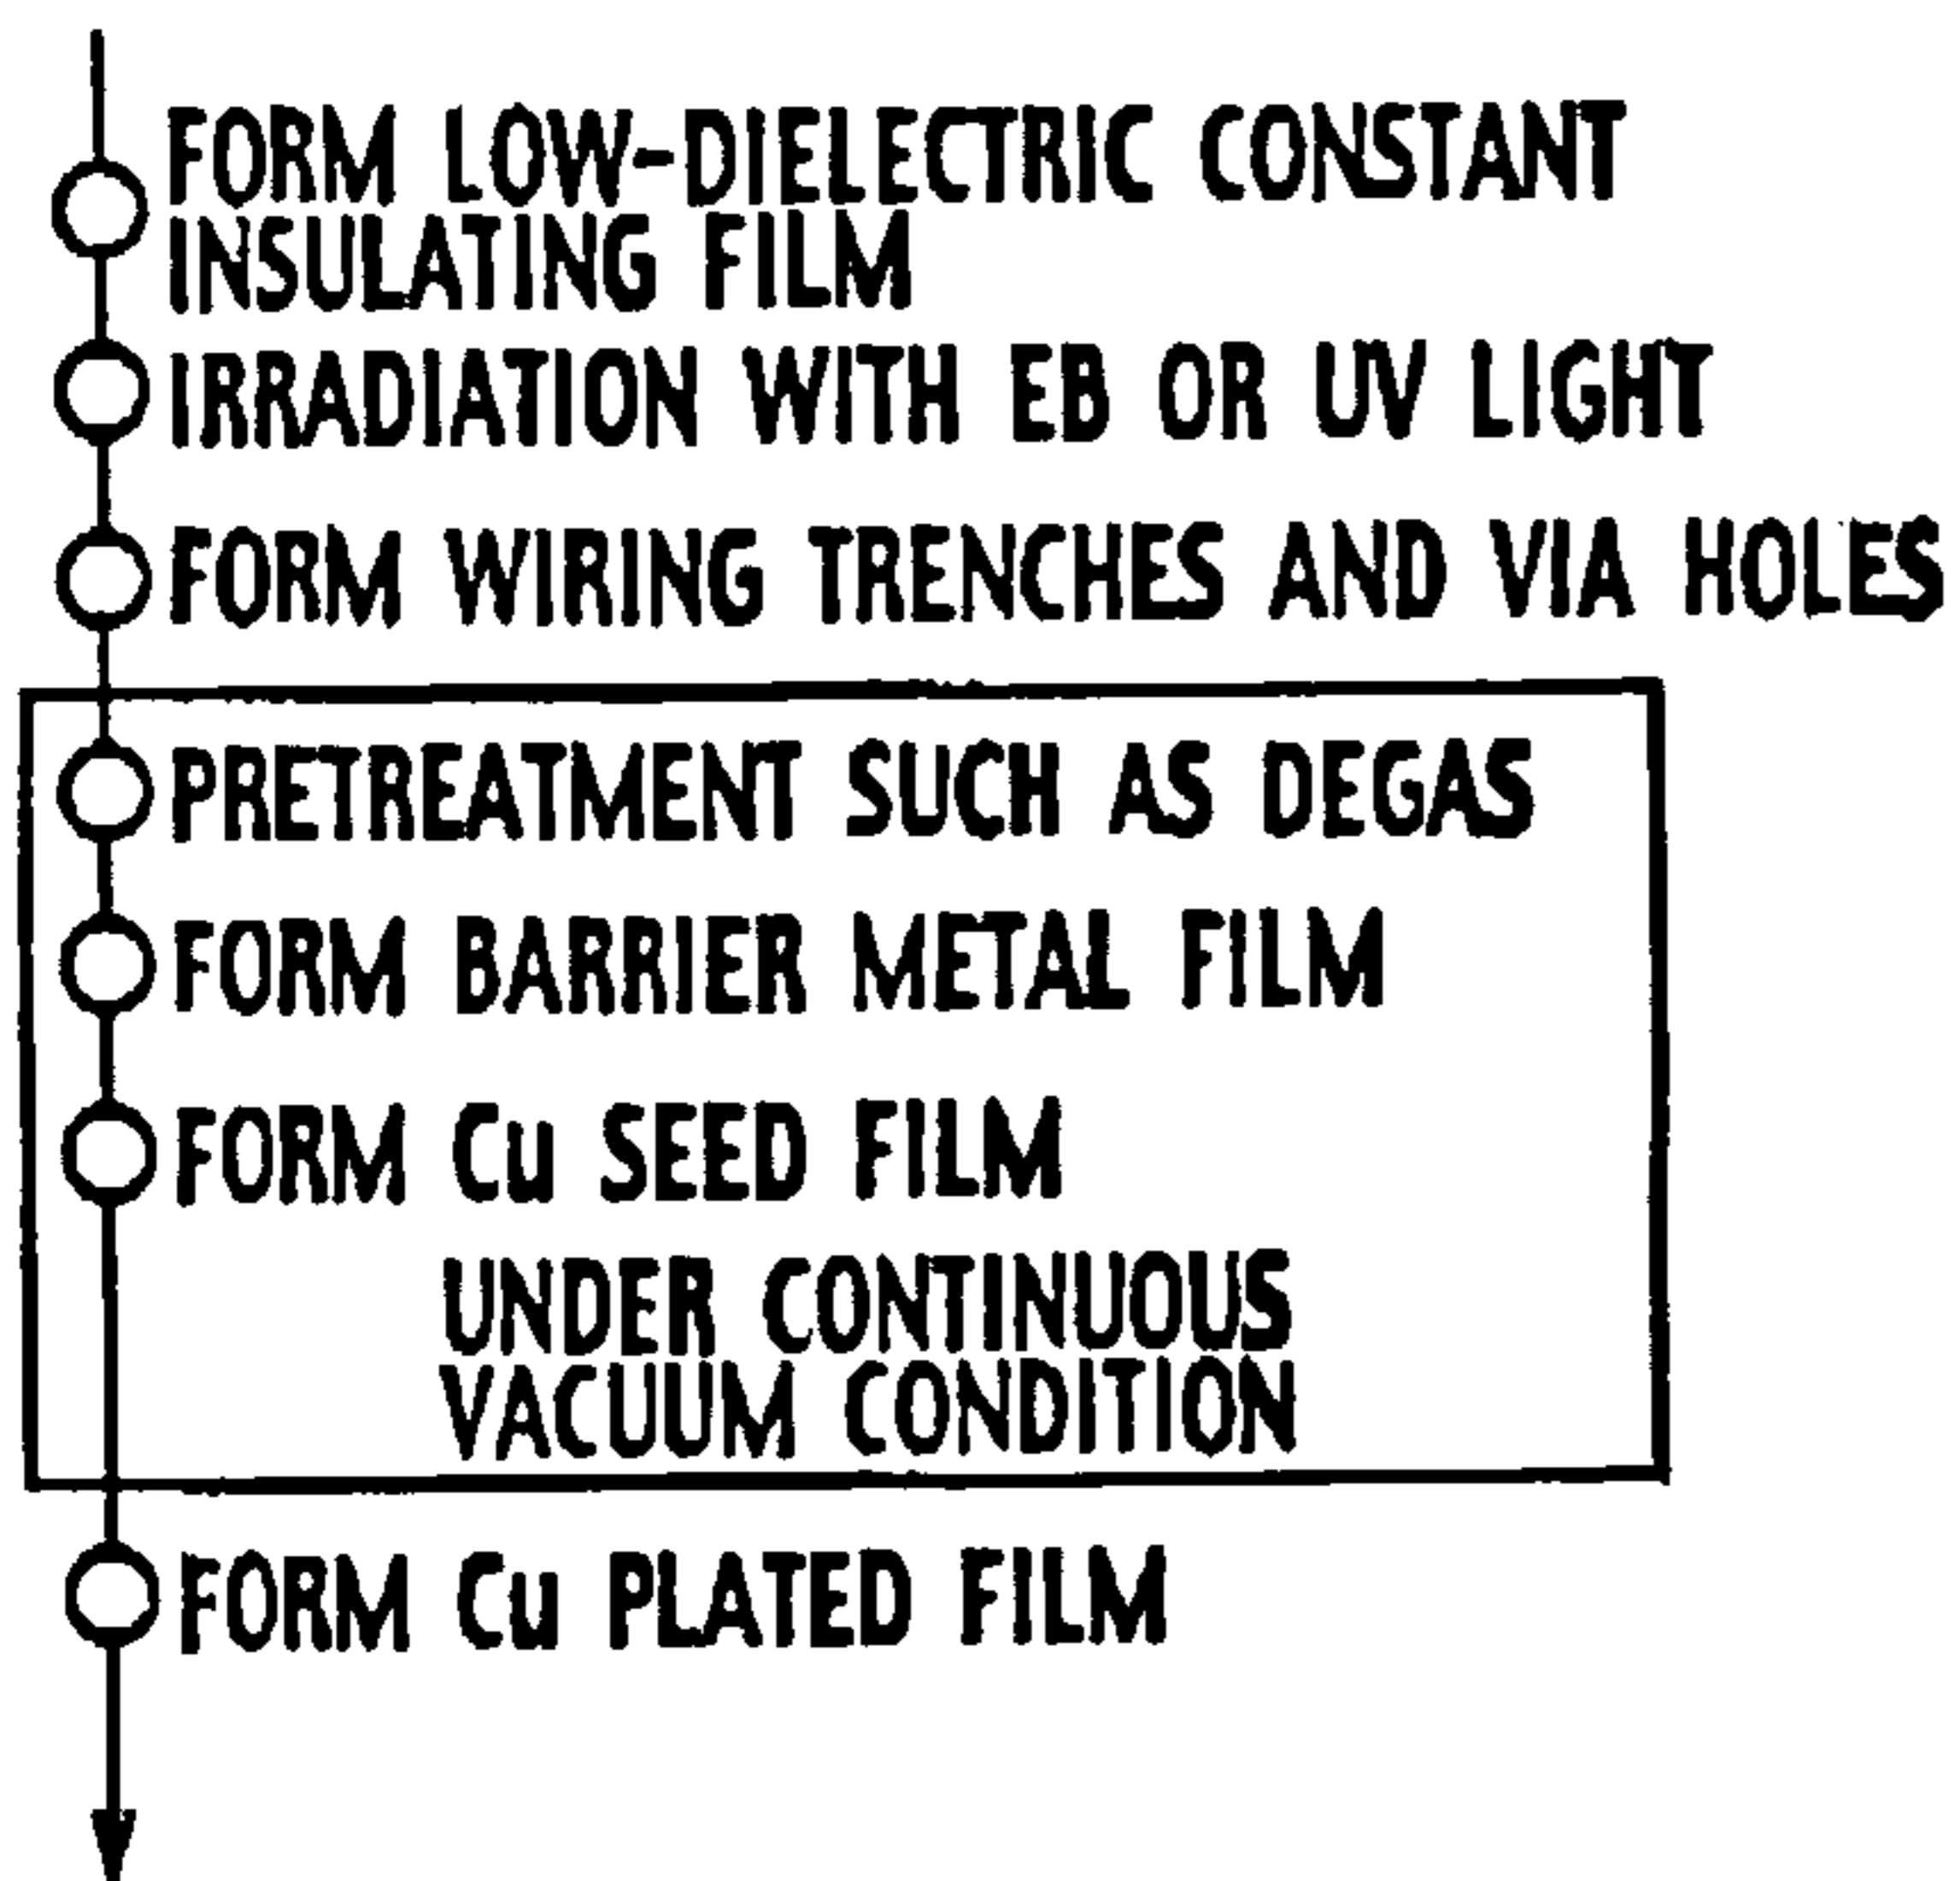 FORM LOW-DIELECTRIC CONSTANT
INSULATING FILM
IRRADIATION WITH EB OR UV LIGHT
FORM WIRING TRENCHES AND VIA HOLES
PRETREATMENT SUCH AS DEGAS
FORM BARRIER METAL FILM
FORM Cu SEED FILM
UNDER CONTINUOUS
VACUUM CONDITION
FORM Cu PLATED FILM